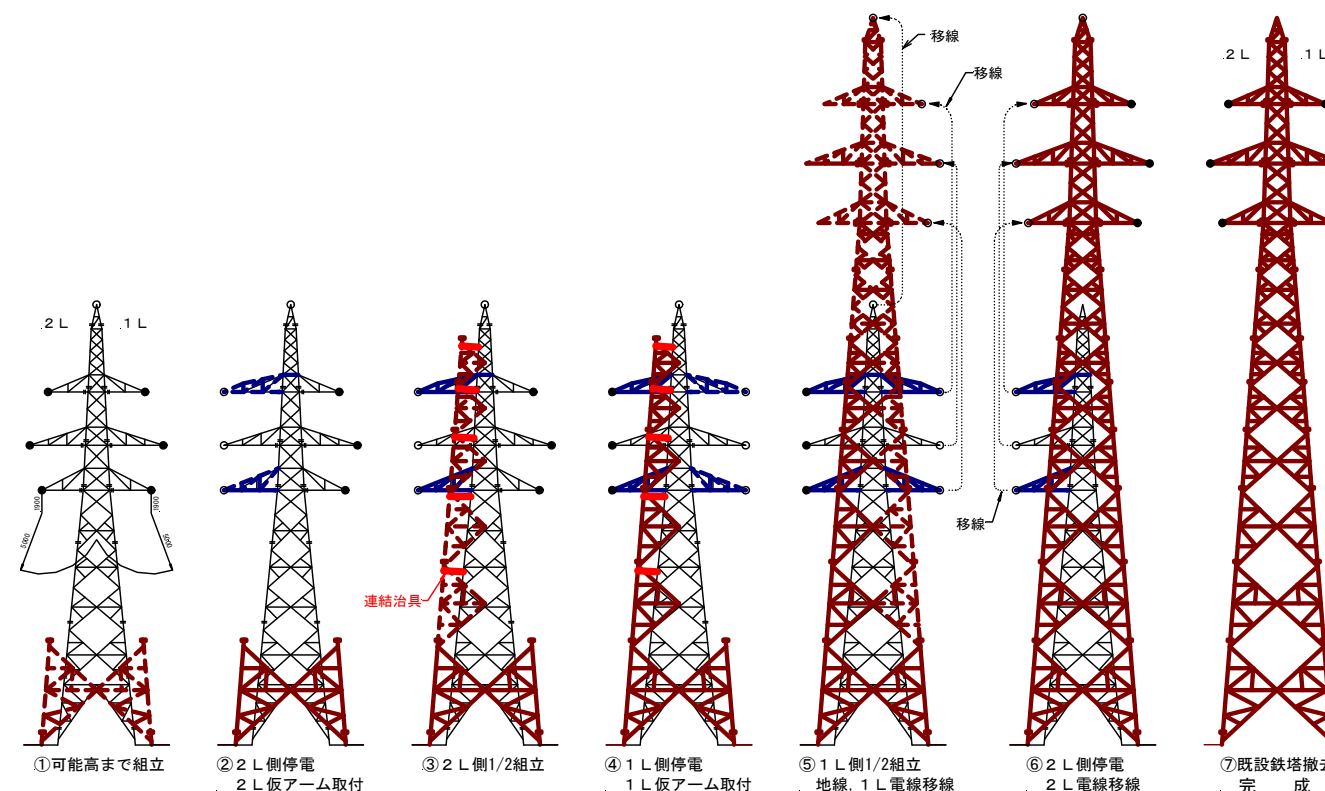 移線
移線
2L 1L
2L 1L
1900 1900
5000 5000
移線
連結治具
①可能高まで組立
②2L側停電
2L仮アーム取付
③2L側1/2組立
④1L側停電
1L仮アーム取付
⑤1L側1/2組立
地線,1L電線移線
⑥2L側停電
2L電線移線
⑦既設鉄塔撤
完 成